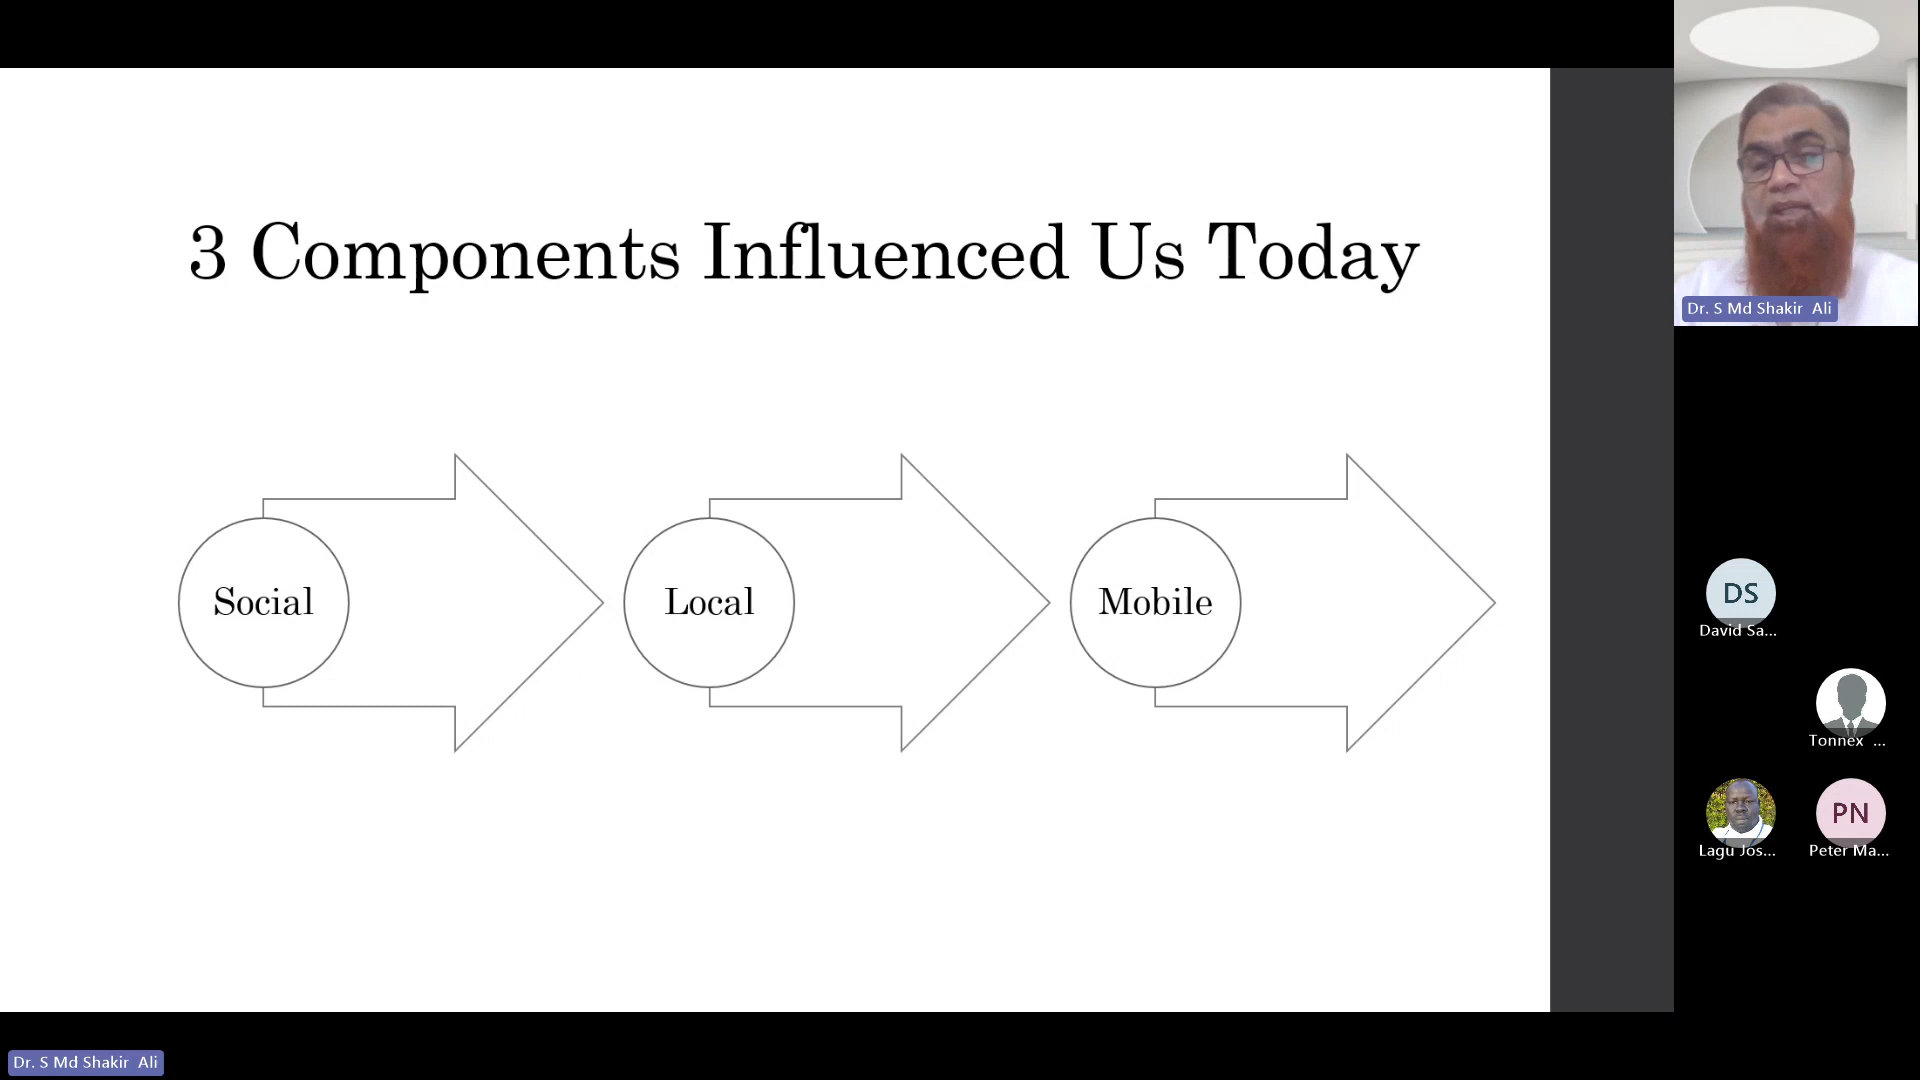 3 Components Influenced Us Today
Social
Local
Mobile
Dr. S Md Shakir Ali
DS
David Sa...
Tonnex ...
Lagu Jos...
PN
Peter Ma...
Dr. S Md Shakir Ali